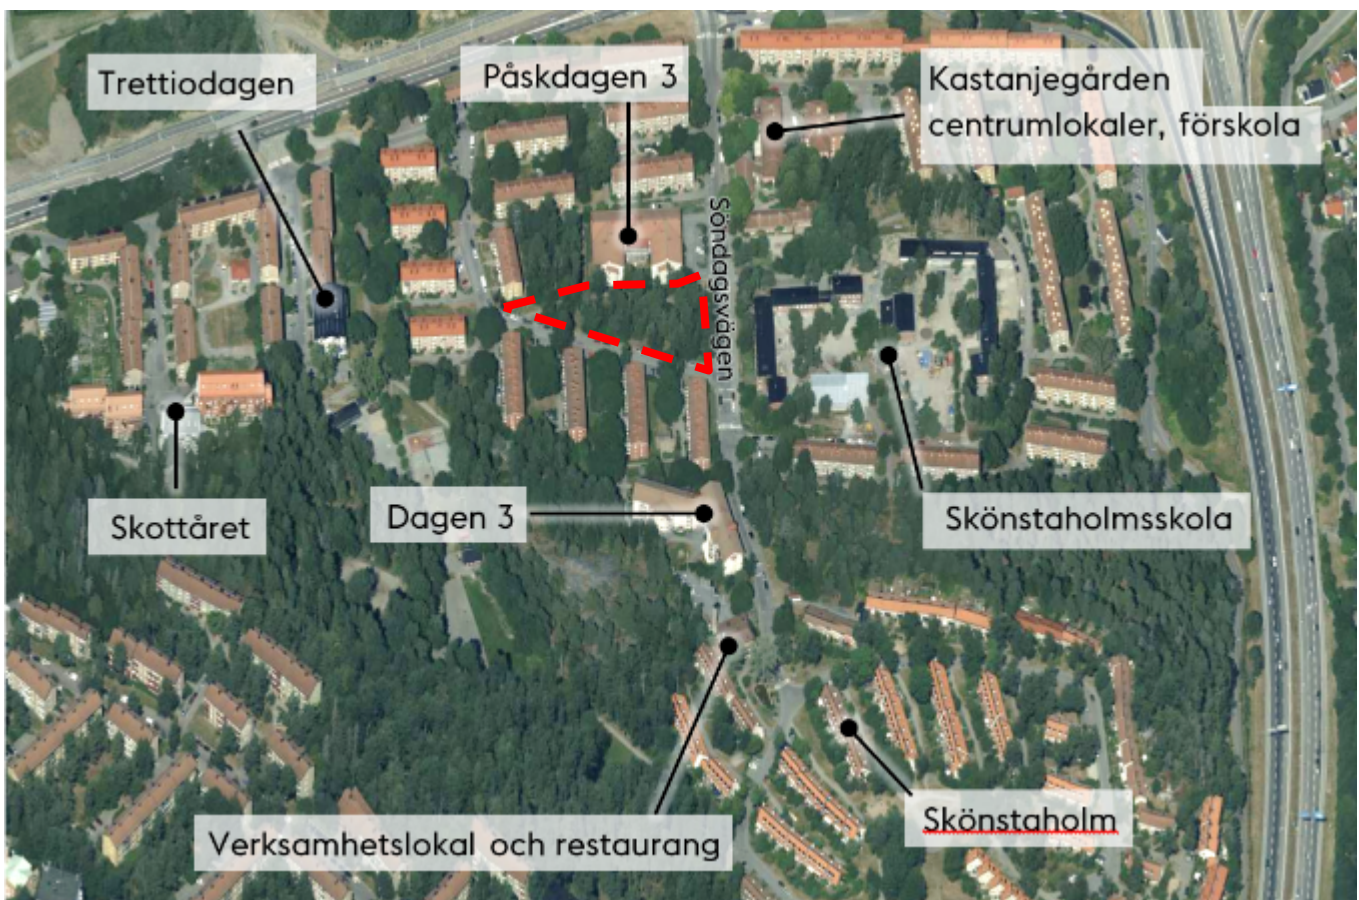 Trettiodagen
Påskdagen 3
Kastanjegården
centrumlokaler, förskola
Söndagsvägen
Skottåret
Dagen 3
Skönstaholmsskola
Verksamhetslokal och restaurang
Skönstaholm